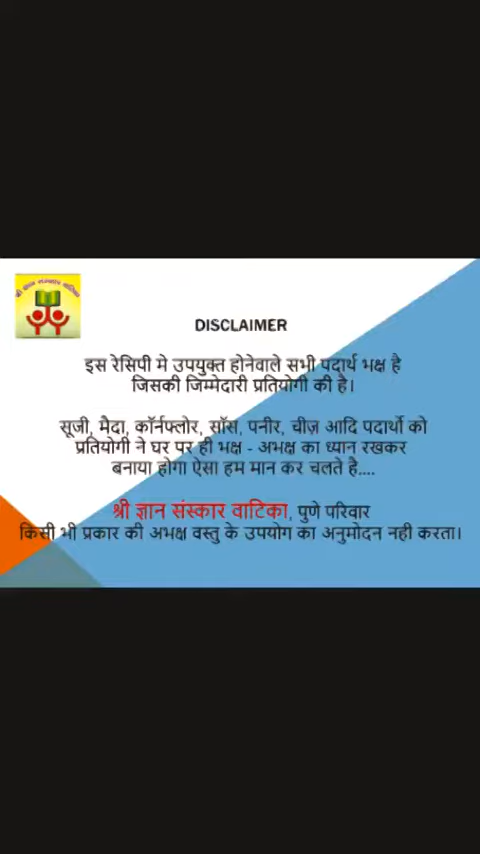 श्री ज्ञान संस्कार वाटिका
DISCLAIMER
इस रेसिपी मे उपयुक्त होनेवाले सभी पदार्थ भक्ष है
जिसकी जिम्मेदारी प्रतियोगी की है।
सूजी, मैदा, कॉर्नफ्लोर, सॉस, पनीर, चीज़ आदि पदार्थो को
प्रतियोगी ने घर पर ही भक्ष - अभक्ष का ध्यान रखकर
बनाया होगा ऐसा हम मान कर चलते है....
श्री ज्ञान संस्कार वाटिका, पुणे परिवार
किसी भी प्रकार की अभक्ष वस्तु के उपयोग का अनुमोदन नही करता।